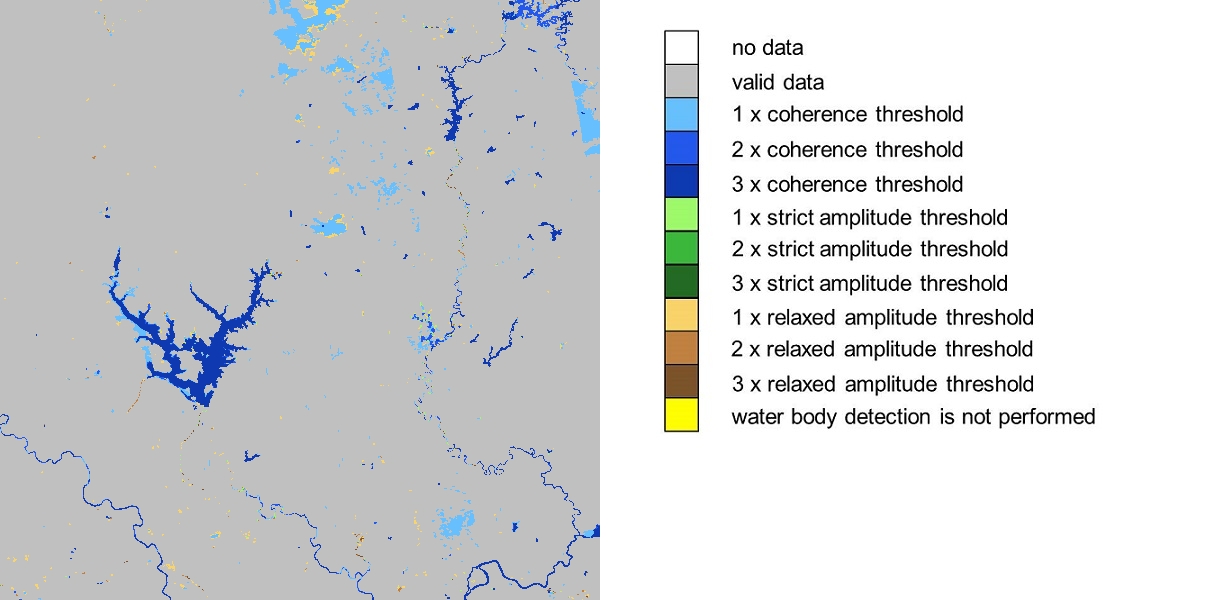 no data
valid data
1 x coherence threshold
2 x coherence threshold
3 x coherence threshold
1 x strict amplitude threshold
2 x strict amplitude threshold
3 x strict amplitude threshold
1 x relaxed amplitude threshold
2 x relaxed amplitude threshold
3 x relaxed amplitude threshold
water body detection is not performed